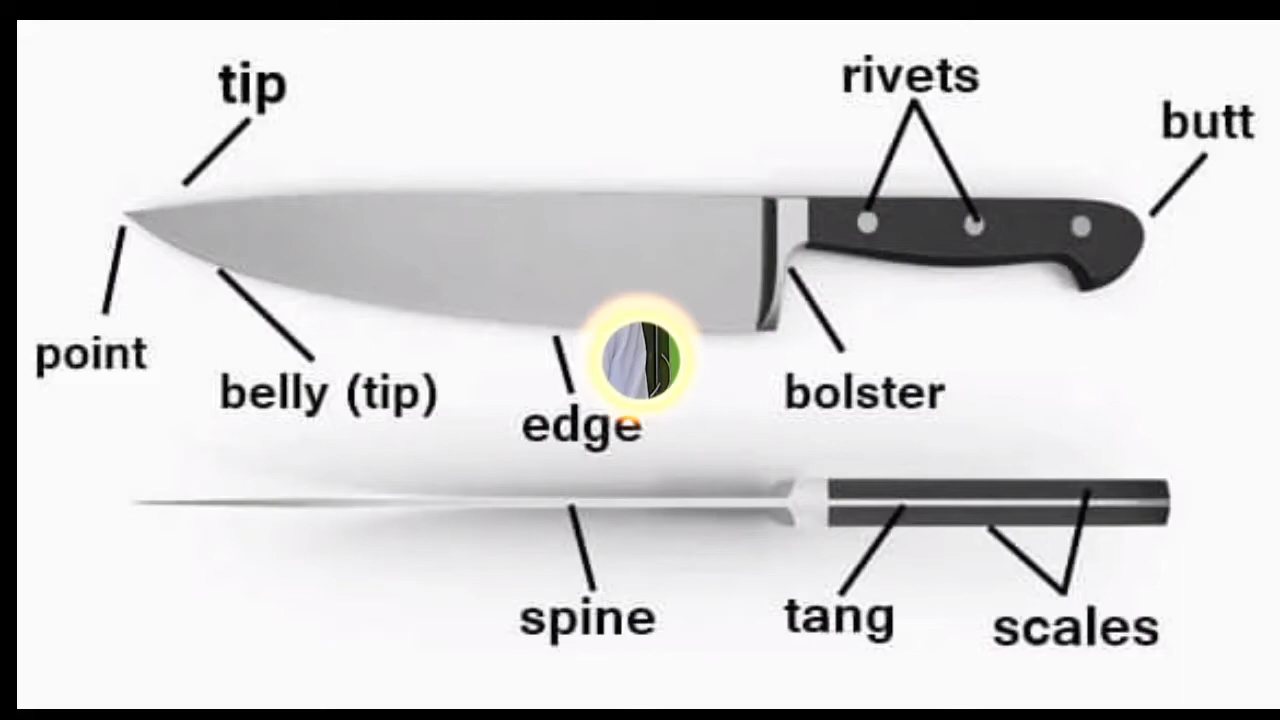 tip
rivets
butt
point
belly (tip)
edge
bolster
spine
tang
scales